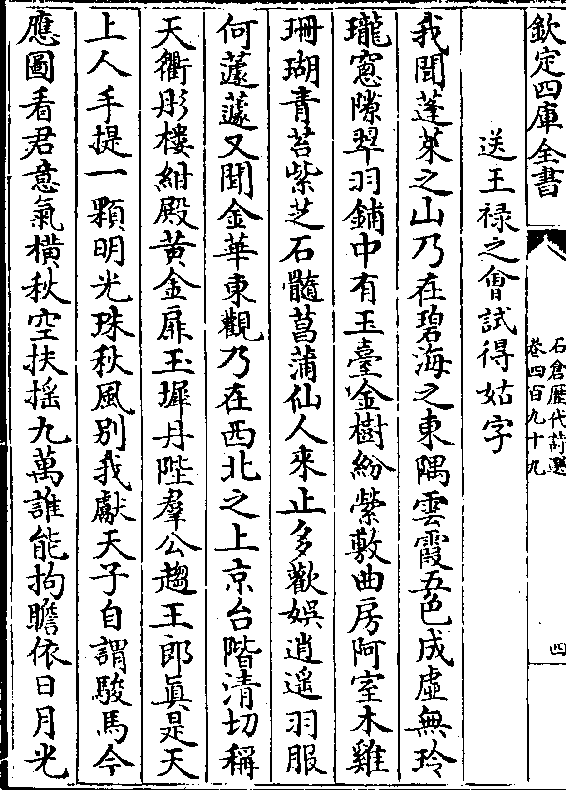 欽定四庫全書
石倉歷代詩選
卷四百九十九
四
送王禄之會試得姑字
我聞蓬萊之山乃在碧海之東隅雲霞五色成虚無玲
瓏窓隙翠羽鋪中有玉臺金樹紛縈敷曲房阿室木難
珊瑚青苔紫芝石髓菖蒲仙人来止多歡娛逍遥羽服
何蘧蘧又聞金華東觀乃在西北之上京台階清切稱
天衢彤樓紺殿黄金扉玉墀丹陛羣公趨王郎眞是天
上人手提一顆明光珠秋風别我獻天子自謂駿馬今
應圖看君意氣横秋空扶揺九萬誰能拘瞻依日月光